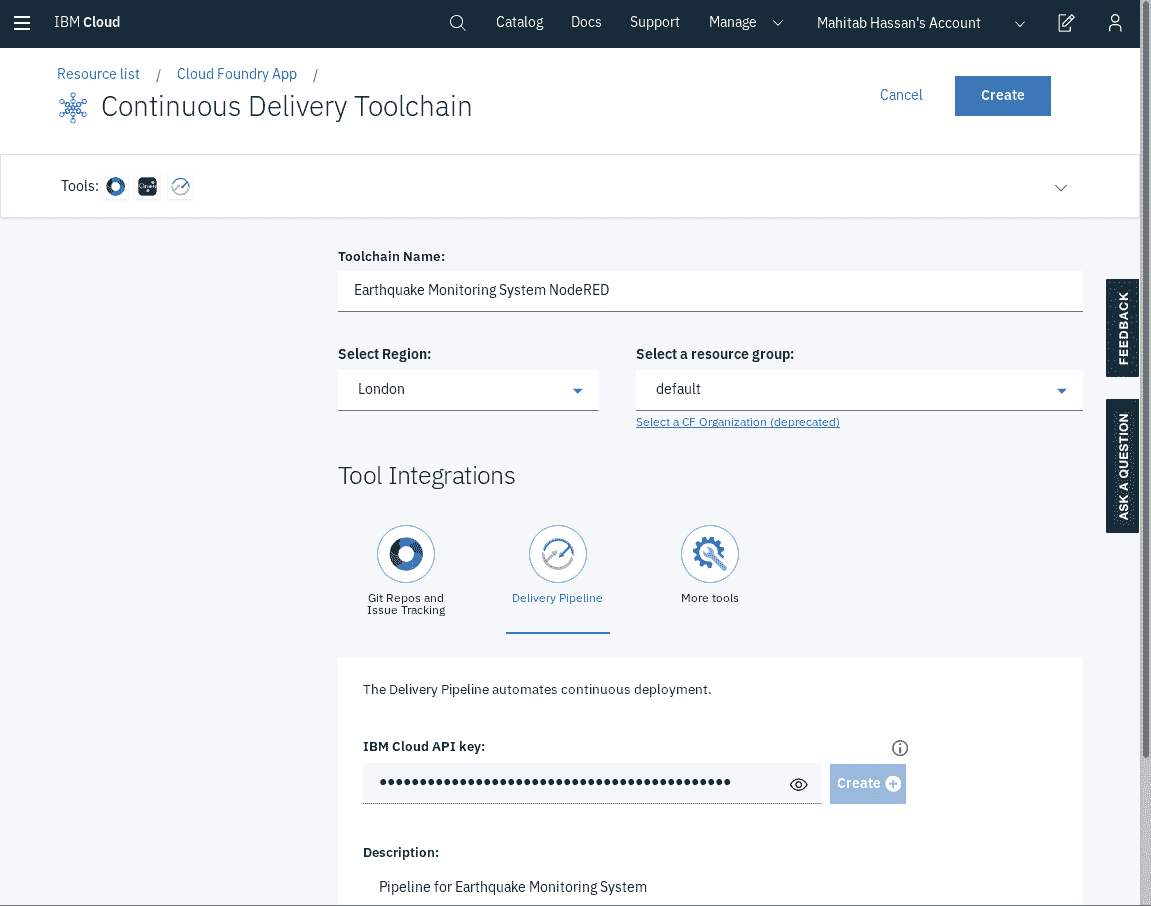 IBM Cloud
Catalog
Docs
Support
Manage
Mahitab Hassan's Account
Resource list / Cloud Foundry App /
Continuous Delivery Toolchain
Cancel
Create
Tools:
Toolchain Name:
Earthquake Monitoring System NodeRED
Select Region:
Select a resource group:
London
default
Select a CF Organization (deprecated)
FEEDBACK
ASK A QUESTION
Tool Integrations
Git Repos and
Issue Tracking
Delivery Pipeline
More tools
The Delivery Pipeline automates continuous deployment.
IBM Cloud API key:
••••••••••••••••••••••••••••••••••••••••••••
Create
Description:
Pipeline for Earthquake Monitoring System